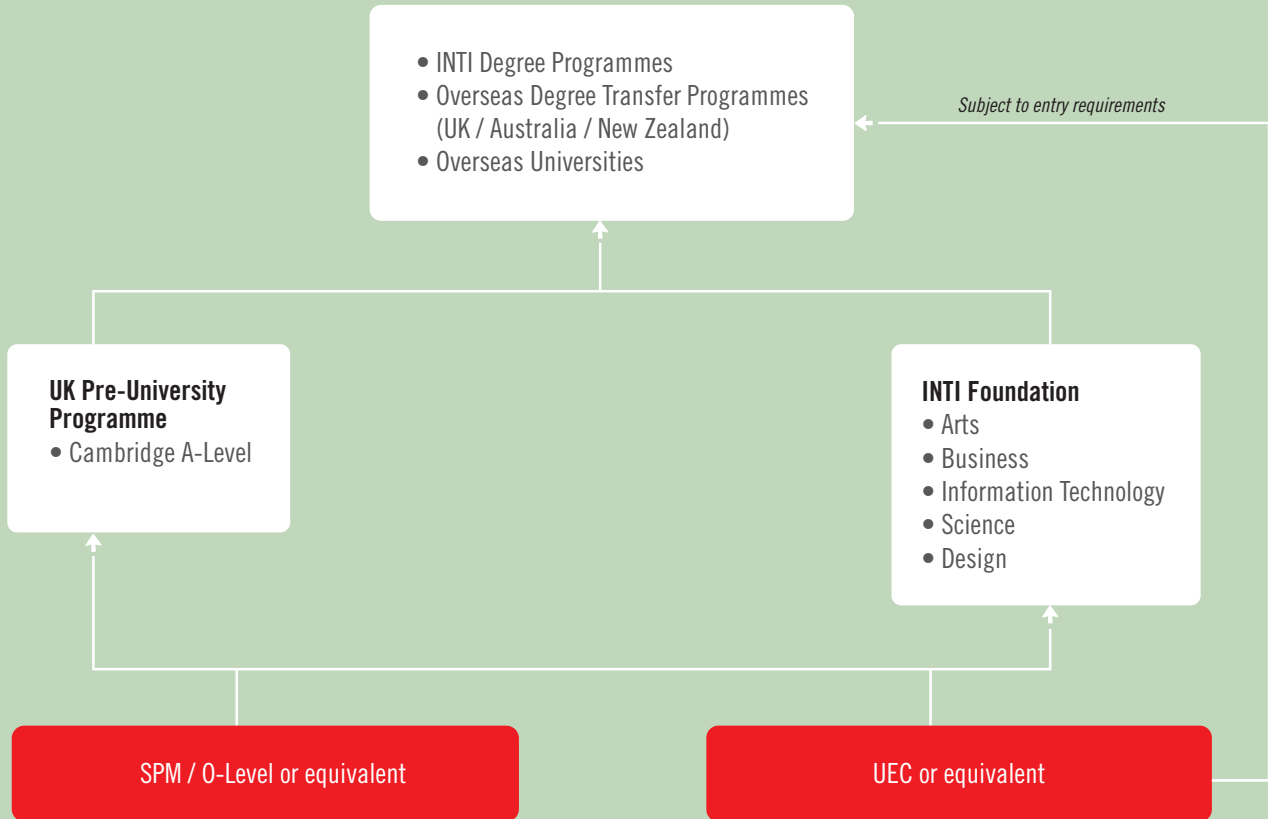 • INTI Degree Programmes
• Overseas Degree Transfer Programmes
(UK / Australia / New Zealand)
• Overseas Universities
Subject to entry requirements
UK Pre-University
Programme
• Cambridge A-Level
INTI Foundation
• Arts
• Business
• Information Technology
• Science
• Design
SPM / O-Level or equivalent
UEC or equivalent